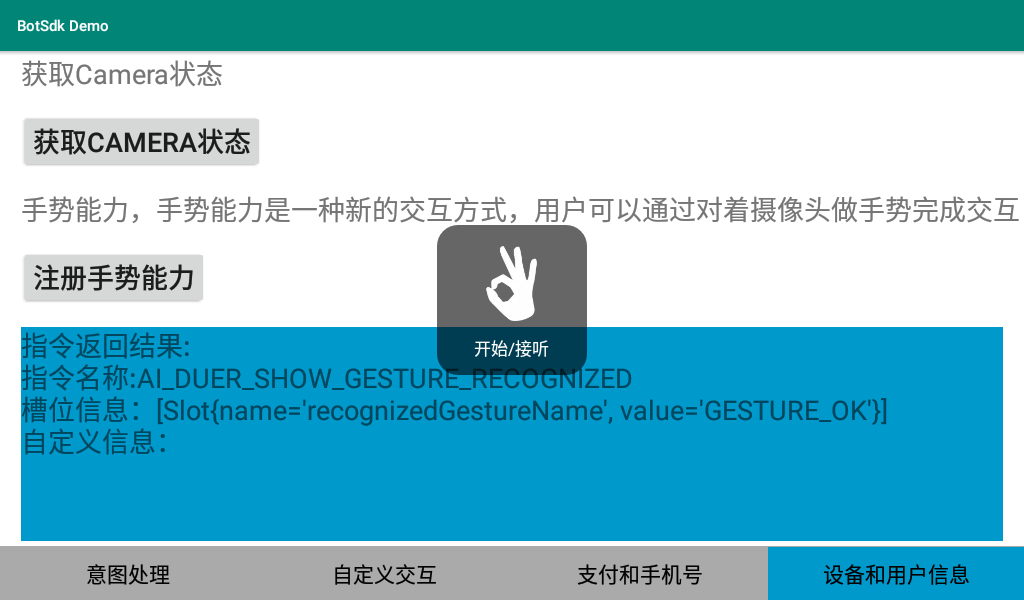 BotSdk Demo
获取Camera状态
获取CAMERA状态
手势能力，手势能力是一种新的交互方式，用户可以通过对着摄像头做手势完成交互
注册手势能力
开始/接听
指令返回结果:
指令名称:AI_DUER_SHOW_GESTURE_RECOGNIZED
槽位信息：[Slot{name='recognizedGestureName', value='GESTURE_OK'}]
自定义信息：
意图处理
自定义交互
支付和手机号
设备和用户信息